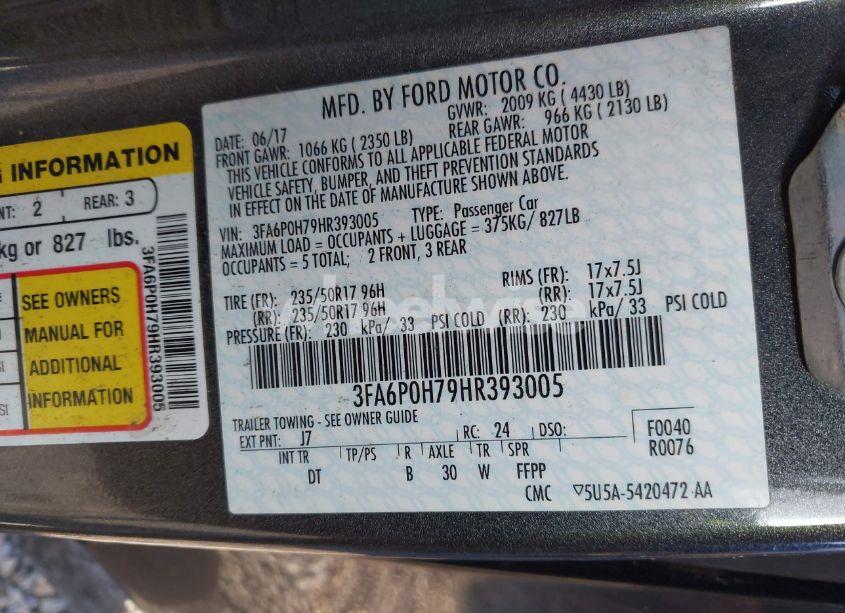 MFD. BY FORD MOTOR CO.
DATE: 06/17 GVWR: 2009 KG ( 4430 LB)
FRONT GAWR: 1066 KG ( 2350 LB) REAR GAWR: 966 KG ( 2130 LB)
THIS VEHICLE CONFORMS TO ALL APPLICABLE FEDERAL MOTOR
VEHICLE SAFETY, BUMPER, AND THEFT PREVENTION STANDARDS
IN EFFECT ON THE DATE OF MANUFACTURE SHOWN ABOVE.
VIN: 3FA6P0H79HR393005 TYPE: Passenger Car
MAXIMUM LOAD = OCCUPANTS + LUGGAGE = 375KG/ 827LB
OCCUPANTS = 5 TOTAL; 2 FRONT, 3 REAR
TIRE (FR): 235/50R17 96H RIMS (FR): 17x7.5J
(RR): 235/50R17 96H (RR): 17x7.5J
PRESSURE (FR): 230 kPa/ 33 PSI COLD (RR): 230 kPa/ 33 PSI COLD
3FA6P0H79HR393005
TRAILER TOWING - SEE OWNER GUIDE
EXT PNT: J7 RC: 24 DSO: F0040
R0076
INT TR TP/PS R AXLE TR SPR
DT B 30 W FFPP
CMC ▽5U5A-5420472 AA
G INFORMATION
NT: 2 REAR: 3
kg or 827 lbs.
SEE OWNERS
MANUAL FOR
ADDITIONAL
INFORMATION
3FA6P0H79HR393005